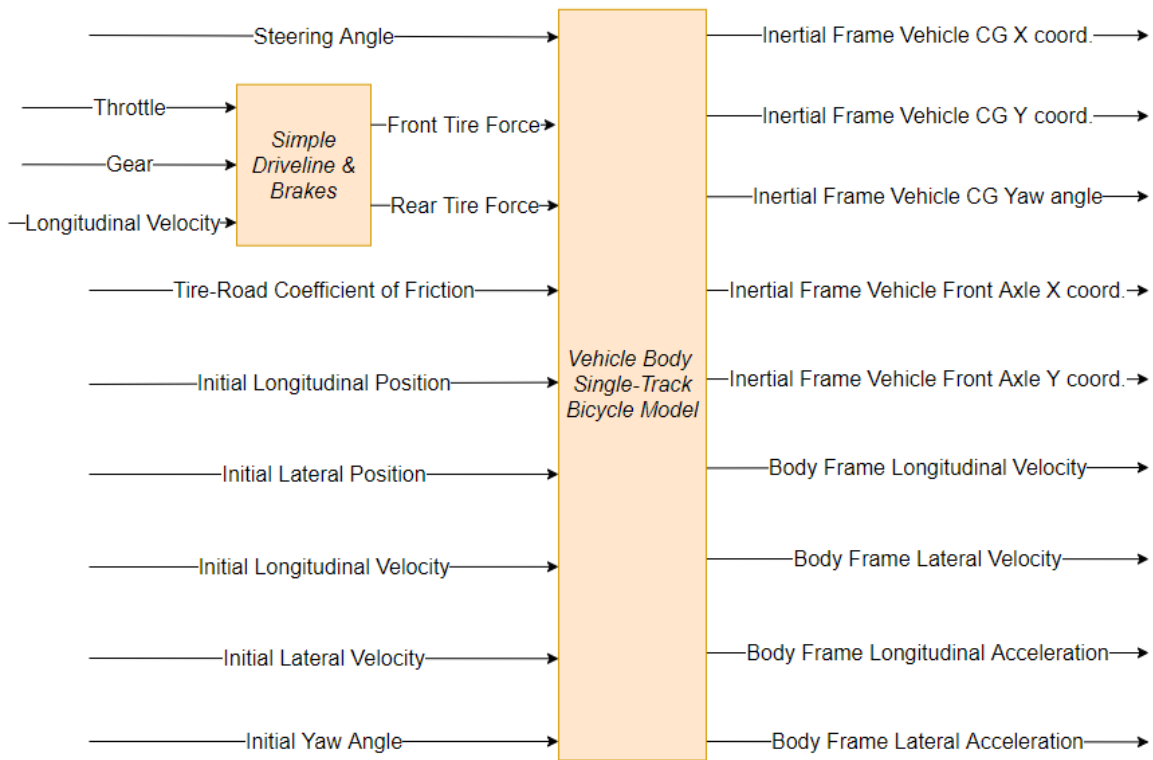 Steering Angle
Throttle
Gear
Longitudinal Velocity
Simple
Driveline &
Brakes
Front Tire Force
Rear Tire Force
Tire-Road Coefficient of Friction
Initial Longitudinal Position
Initial Lateral Position
Initial Longitudinal Velocity
Initial Lateral Velocity
Initial Yaw Angle
Vehicle Body
Single-Track
Bicycle Model
Inertial Frame Vehicle CG X coord.
Inertial Frame Vehicle CG Y coord.
Inertial Frame Vehicle CG Yaw angle
Inertial Frame Vehicle Front Axle X coord.
Inertial Frame Vehicle Front Axle Y coord.
Body Frame Longitudinal Velocity
Body Frame Lateral Velocity
Body Frame Longitudinal Acceleration
Body Frame Lateral Acceleration